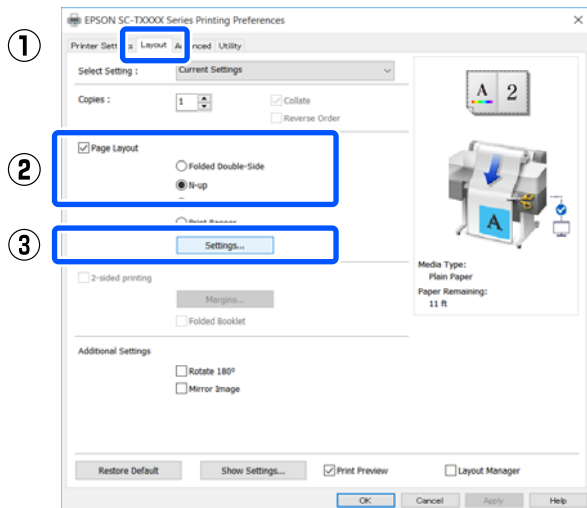 EPSON SC-TXXXX Series Printing Preferences
①
Layout
Utility
Select Setting :
Current Settings
Copies :
1
Collate
Reverse Order
A 2
②
Page Layout
Folded Double-Side
N-up
A
③
Settings...
Media Type:
Plain Paper
Paper Remaining:
11 ft
2-sided printing
Margins...
Folded Booklet
Additional Settings
Rotate 180º
Mirror Image
Restore Default
Show Settings...
Print Preview
Layout Manager
OK
Cancel
Apply
Help